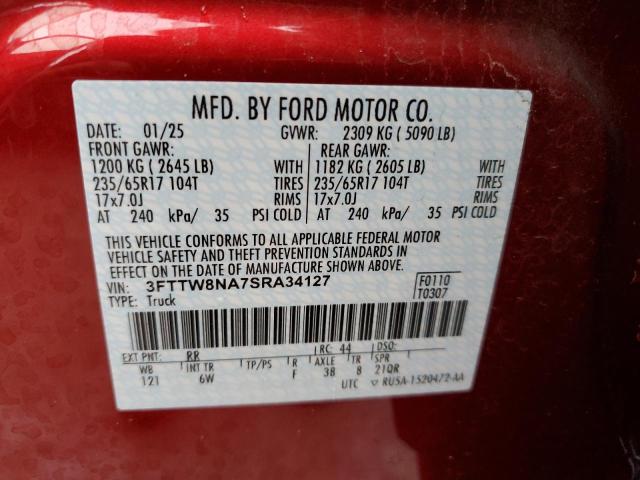 MFD. BY FORD MOTOR CO.
DATE: 01/25 GVWR: 2309 KG ( 5090 LB)
FRONT GAWR: REAR GAWR:
1200 KG ( 2645 LB) WITH 1182 KG ( 2605 LB) WITH
235/65R17 104T TIRES 235/65R17 104T TIRES
17x7.0J RIMS 17x7.0J RIMS
AT 240 kPa/ 35 PSI COLD AT 240 kPa/ 35 PSI COLD
THIS VEHICLE CONFORMS TO ALL APPLICABLE FEDERAL MOTOR
VEHICLE SAFETY AND THEFT PREVENTION STANDARDS IN
EFFECT ON THE DATE OF MANUFACTURE SHOWN ABOVE.
VIN: 3FTTW8NA7SRA34127 F0110
TYPE: Truck T0307
EXT PNT: RR RC: 44 DSO:
WB INT TR TP/PS R AXLE TR SPR
121 6W F 38 8 21QR
UTC ▽ RU5A-1520472-AA